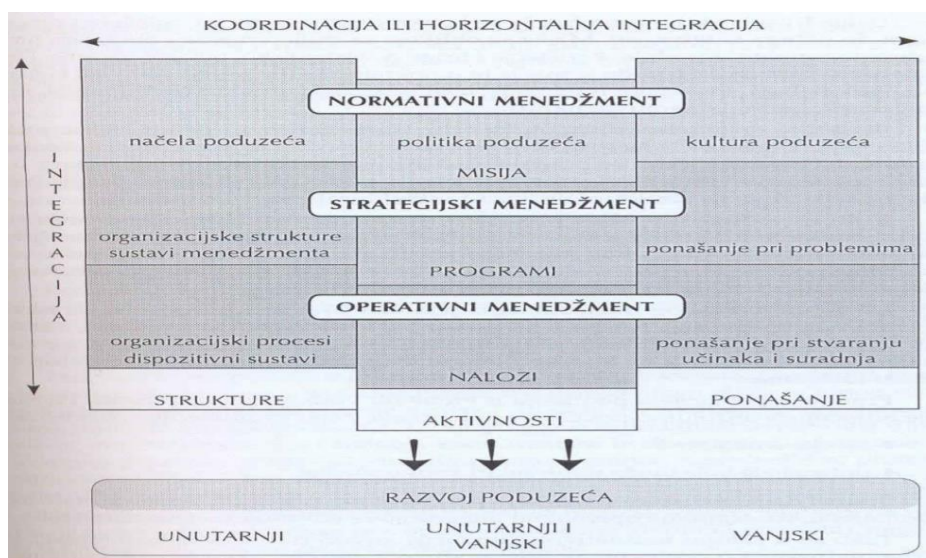 KOORDINACIJA ILI HORIZONTALNA INTEGRACIJA
INTEGRACIJA
NORMATIVNI MENEDŽMENT
načela poduzeća
politika poduzeća
kultura poduzeća
MISIJA
STRATEGIJSKI MENEDŽMENT
organizacijske strukture
sustavi menedžmenta
ponašanje pri problemima
PROGRAMI
OPERATIVNI MENEDŽMENT
organizacijski procesi
dispozitivni sustavi
ponašanje pri stvaranju
učinaka i suradnja
NALOZI
STRUKTURE
AKTIVNOSTI
PONAŠANJE
RAZVOJ PODUZEĆA
UNUTARNJI
UNUTARNJI I
VANJSKI
VANJSKI